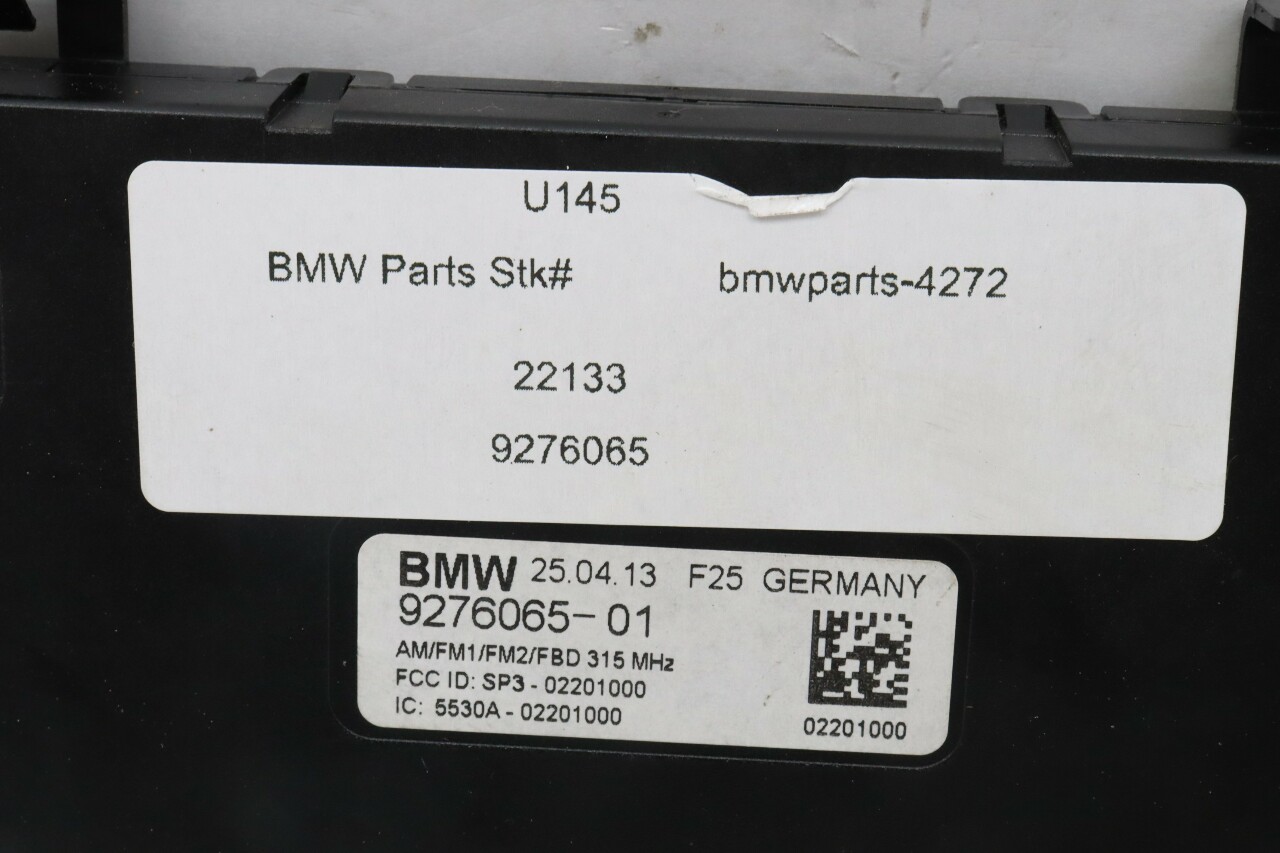 U145
BMW Parts Stk# bmwparts-4272
22133
9276065
BMW 25.04.13 F25 GERMANY
9276065-01
AM/FM1/FM2/FBD 315 MHz
FCC ID: SP3 - 02201000
IC: 5530A - 02201000
02201000